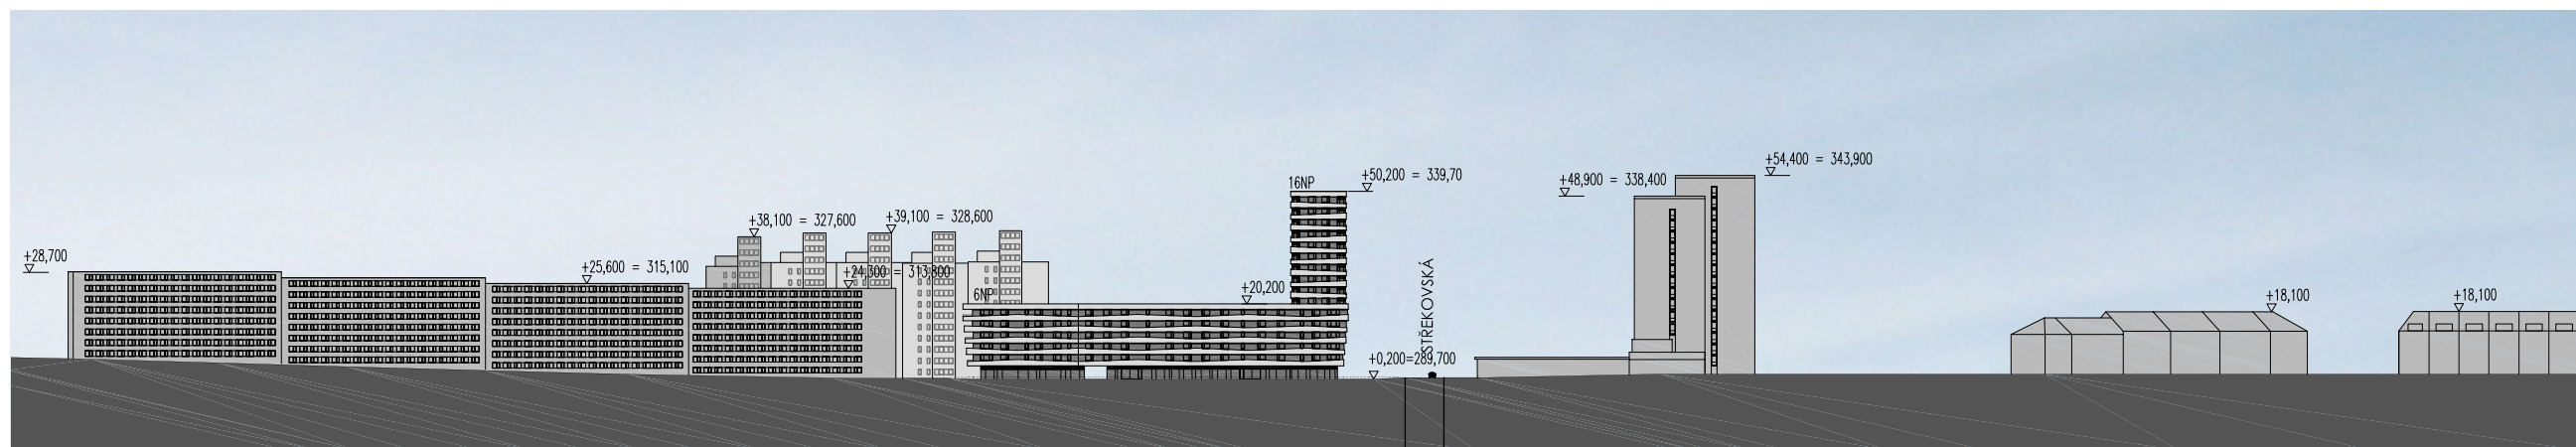 +28,700
+25,600 = 315,100
+38,100 = 327,600
+39,100 = 328,600
+24,300 = 313,800
6NP
+20,200
16NP
+50,200 = 339,70
+0,200=289,700
STŘEKOVSKÁ
+48,900 = 338,400
+54,400 = 343,900
+18,100
+18,100